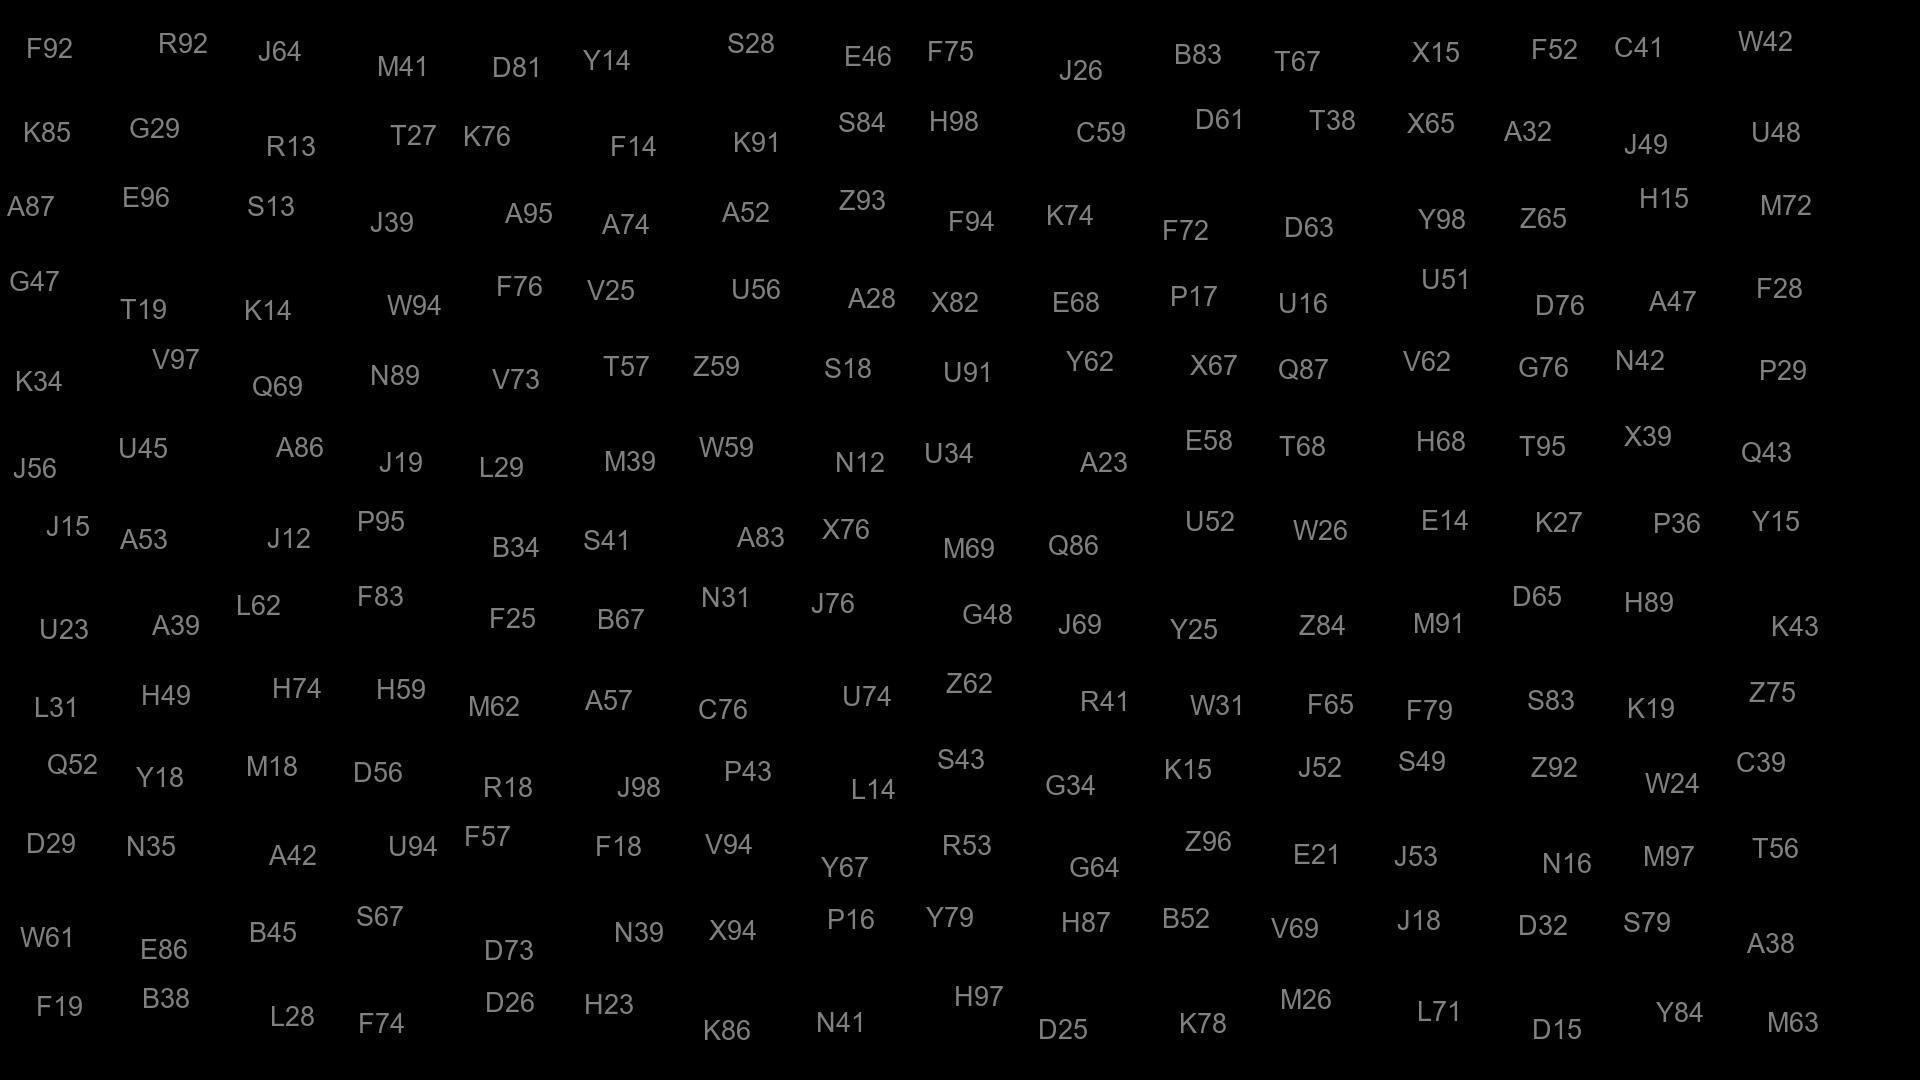 F92 R92 J64 M41 D81 Y14 S28 E46 F75 J26 B83 T67 X15 F52 C41 W42
K85 G29 R13 T27 K76 F14 K91 S84 H98 C59 D61 T38 X65 A32 J49 U48
A87 E96 S13 J39 A95 A74 A52 Z93 F94 K74 F72 D63 Y98 Z65 H15 M72
G47 T19 K14 W94 F76 V25 U56 A28 X82 E68 P17 U16 U51 D76 A47 F28
K34 V97 Q69 N89 V73 T57 Z59 S18 U91 Y62 X67 Q87 V62 G76 N42 P29
J56 U45 A86 J19 L29 M39 W59 N12 U34 A23 E58 T68 H68 T95 X39 Q43
J15 A53 J12 P95 B34 S41 A83 X76 M69 Q86 U52 W26 E14 K27 P36 Y15
U23 A39 L62 F83 F25 B67 N31 J76 G48 J69 Y25 Z84 M91 D65 H89 K43
L31 H49 H74 H59 M62 A57 C76 U74 Z62 R41 W31 F65 F79 S83 K19 Z75
Q52 Y18 M18 D56 R18 J98 P43 L14 S43 G34 K15 J52 S49 Z92 W24 C39
D29 N35 A42 U94 F57 F18 V94 Y67 R53 G64 Z96 E21 J53 N16 M97 T56
W61 E86 B45 S67 D73 N39 X94 P16 Y79 H87 B52 V69 J18 D32 S79 A38
F19 B38 L28 F74 D26 H23 K86 N41 H97 D25 K78 M26 L71 D15 Y84 M63